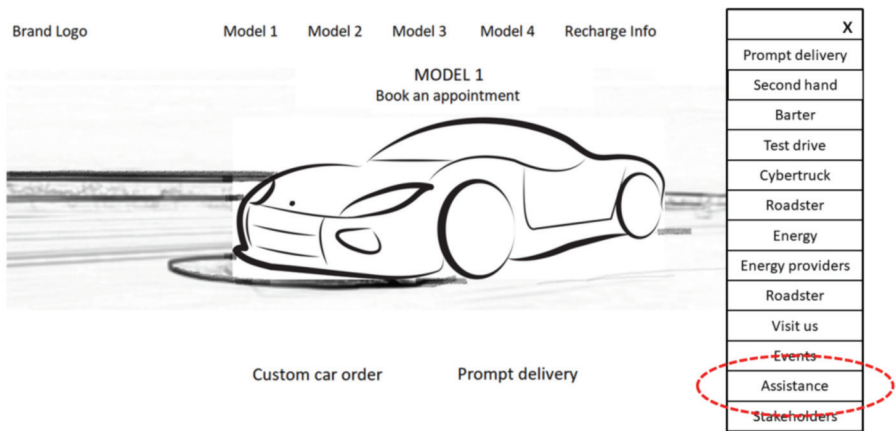 Brand Logo
Model 1
Model 2
Model 3
Model 4
Recharge Info
MODEL 1
Book an appointment
Custom car order
Prompt delivery
X
Prompt delivery
Second hand
Barter
Test drive
Cybertruck
Roadster
Energy
Energy providers
Roadster
Visit us
Events
Assistance
Stakeholders